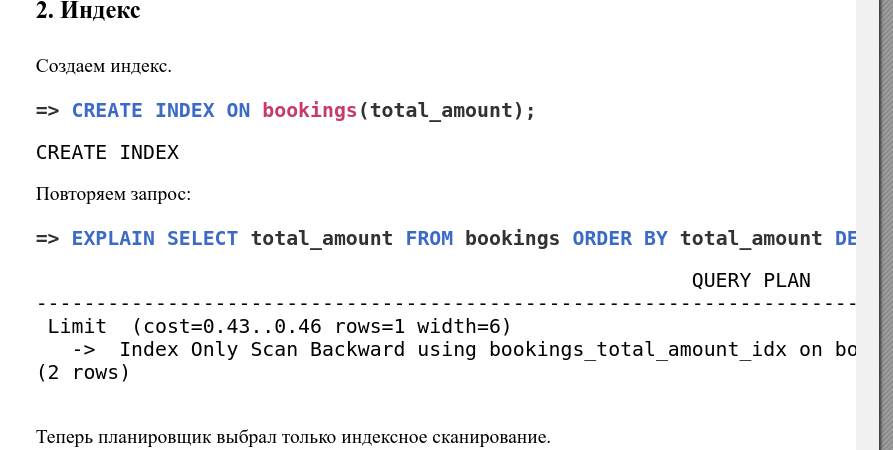 2. Индекс
Создаем индекс.
=> CREATE INDEX ON bookings(total_amount);
CREATE INDEX
Повторяем запрос:
=> EXPLAIN SELECT total_amount FROM bookings ORDER BY total_amount DE
QUERY PLAN
-----------------------------------------------------------------------
Limit  (cost=0.43..0.46 rows=1 width=6)
->  Index Only Scan Backward using bookings_total_amount_idx on bo
(2 rows)
Теперь планировщик выбрал только индексное сканирование.